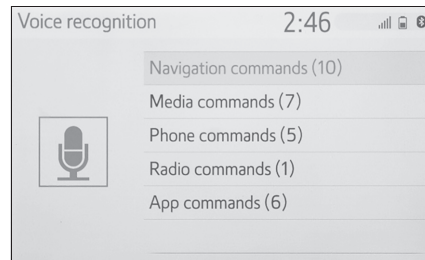 Voice recognition 2:46
Navigation commands (10)
Media commands (7)
Phone commands (5)
Radio commands (1)
App commands (6)